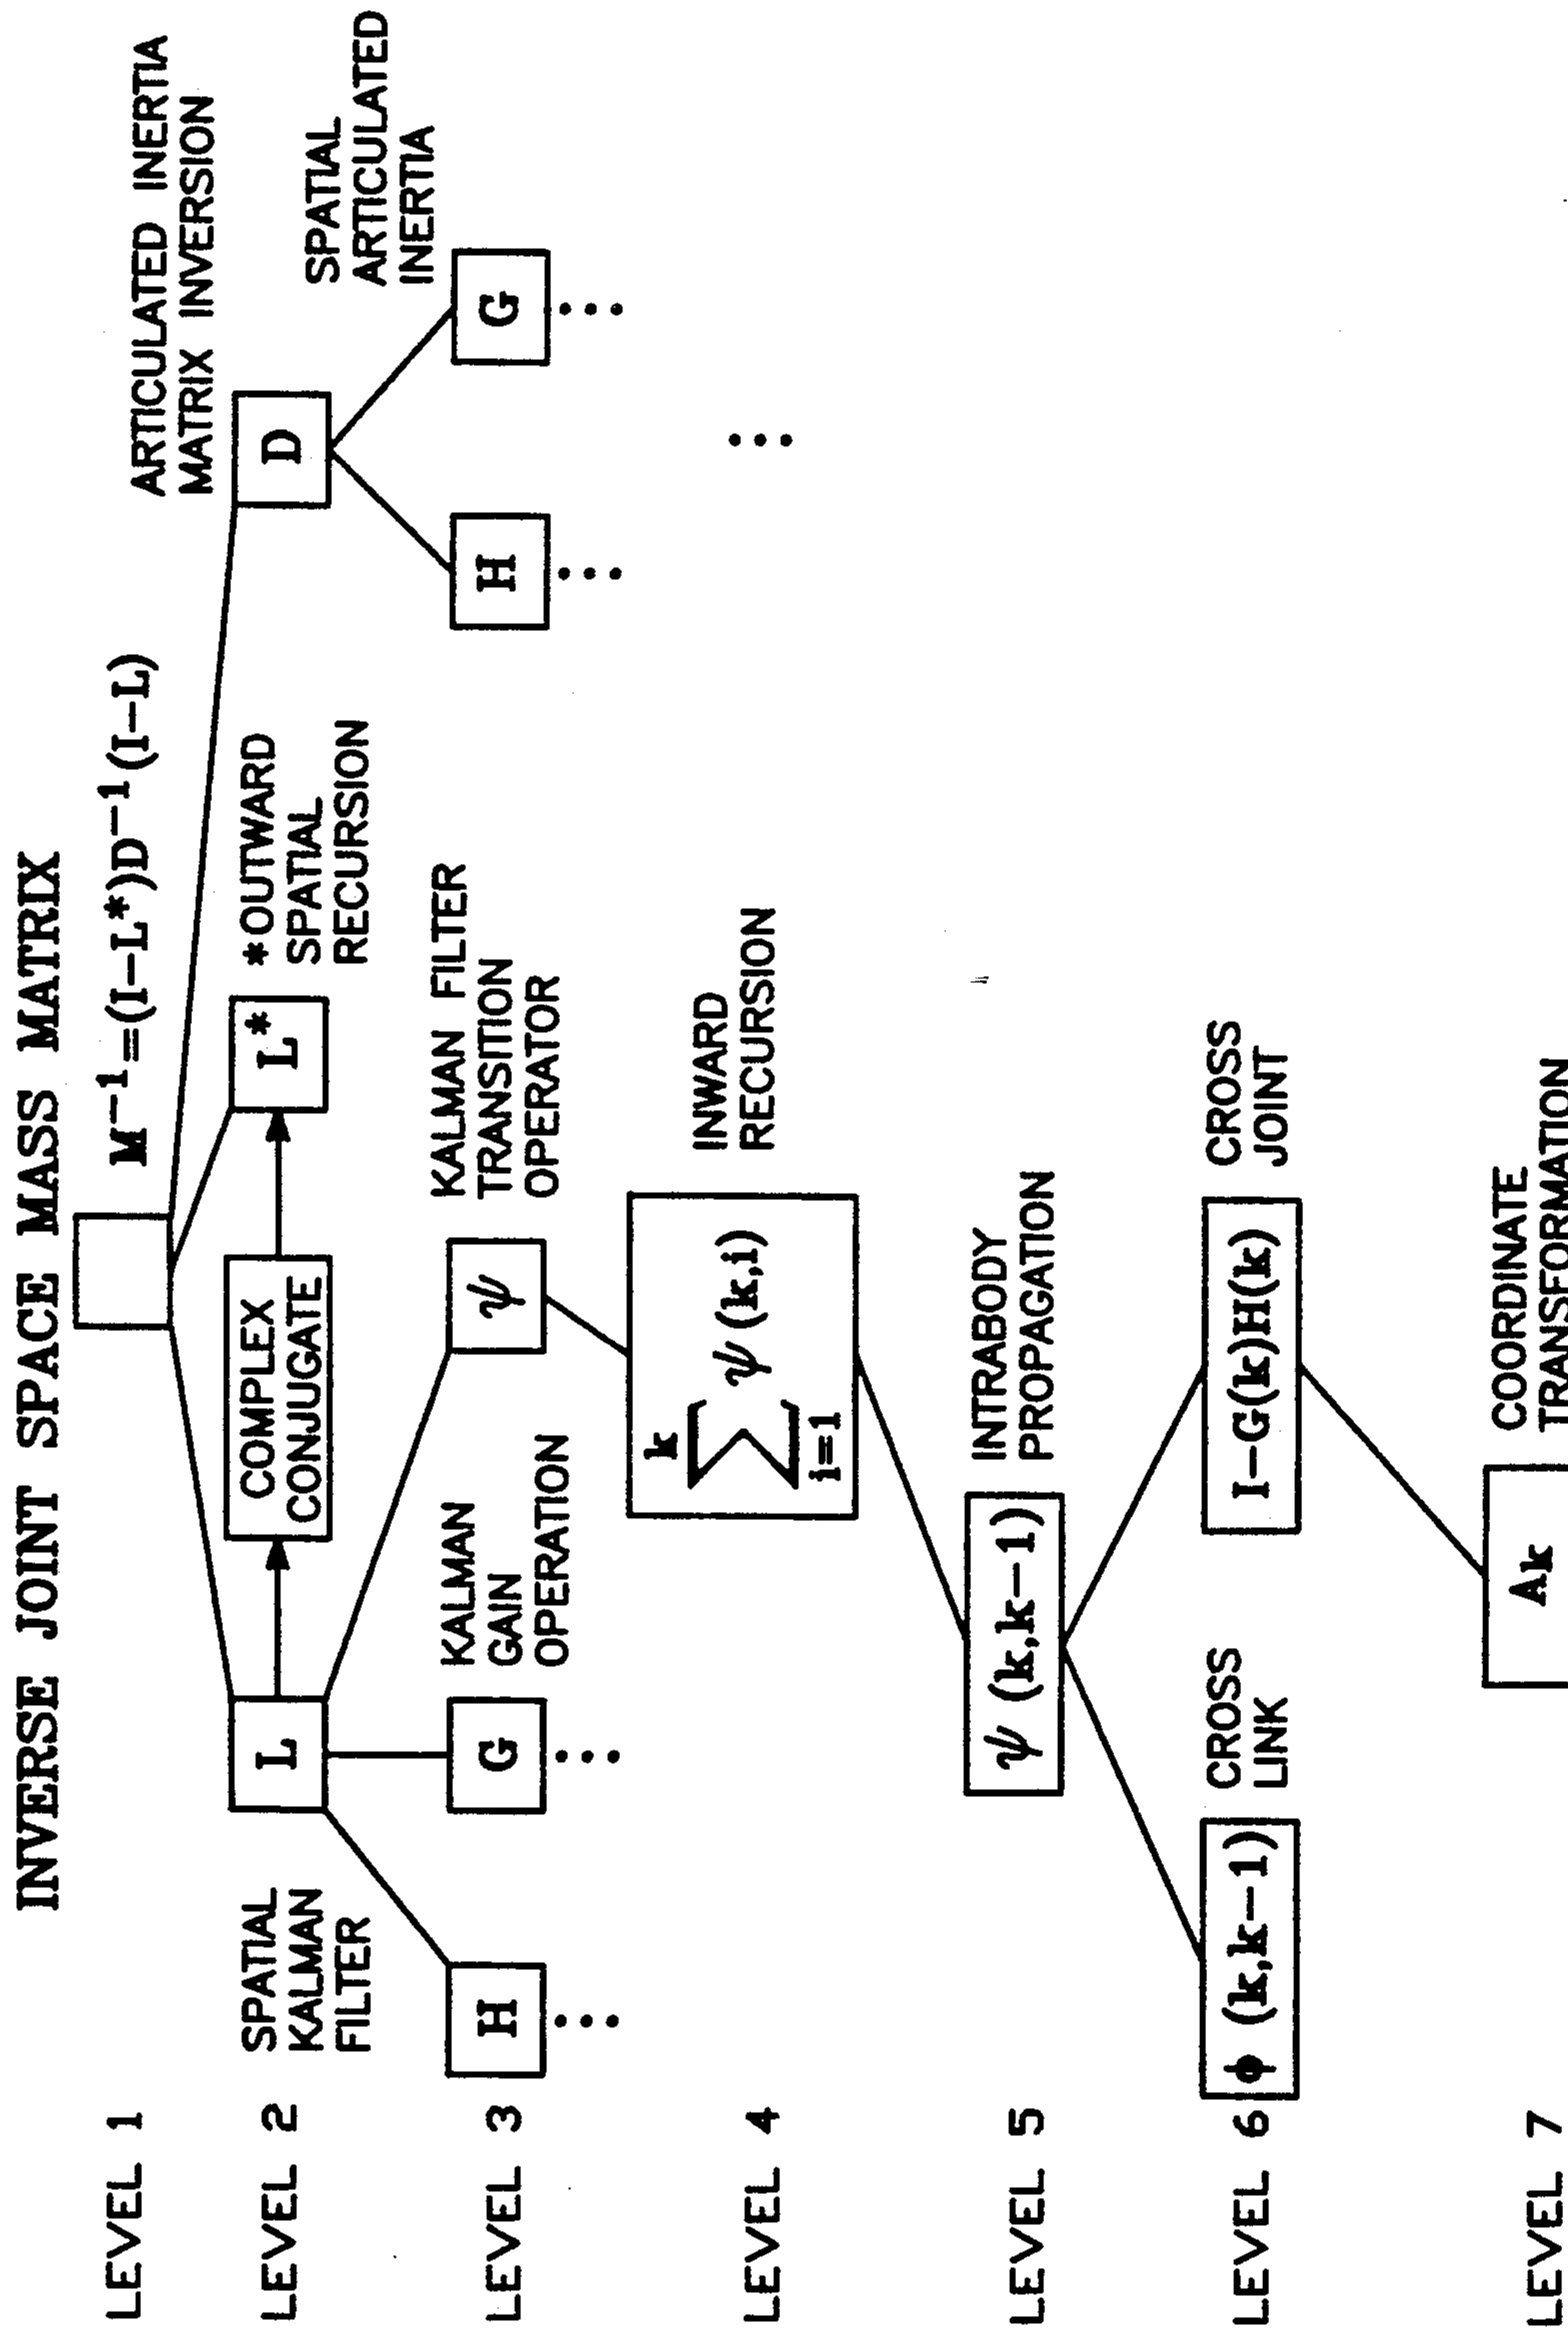 INVERSE JOINT SPACE MASS MATRIX
LEVEL 1
M⁻¹=(I−L*)D⁻¹(I−L)
LEVEL 2
SPATIAL
KALMAN
FILTER
L
COMPLEX
CONJUGATE
L*
*OUTWARD
SPATIAL
RECURSION
D
ARTICULATED INERTIA
MATRIX INVERSION
LEVEL 3
H
G
KALMAN
GAIN
OPERATION
ψ
KALMAN FILTER
TRANSITION
OPERATOR
H
G
SPATIAL
ARTICULATED
INERTIA
LEVEL 4
k
∑ ψ (k,i)
i=1
INWARD
RECURSION
LEVEL 5
ψ (k,k−1)
INTRABODY
PROPAGATION
LEVEL 6
ϕ (k,k−1)
CROSS
LINK
I−G(k)H(k)
CROSS
JOINT
LEVEL 7
Ak
COORDINATE
TRANSFORMATION